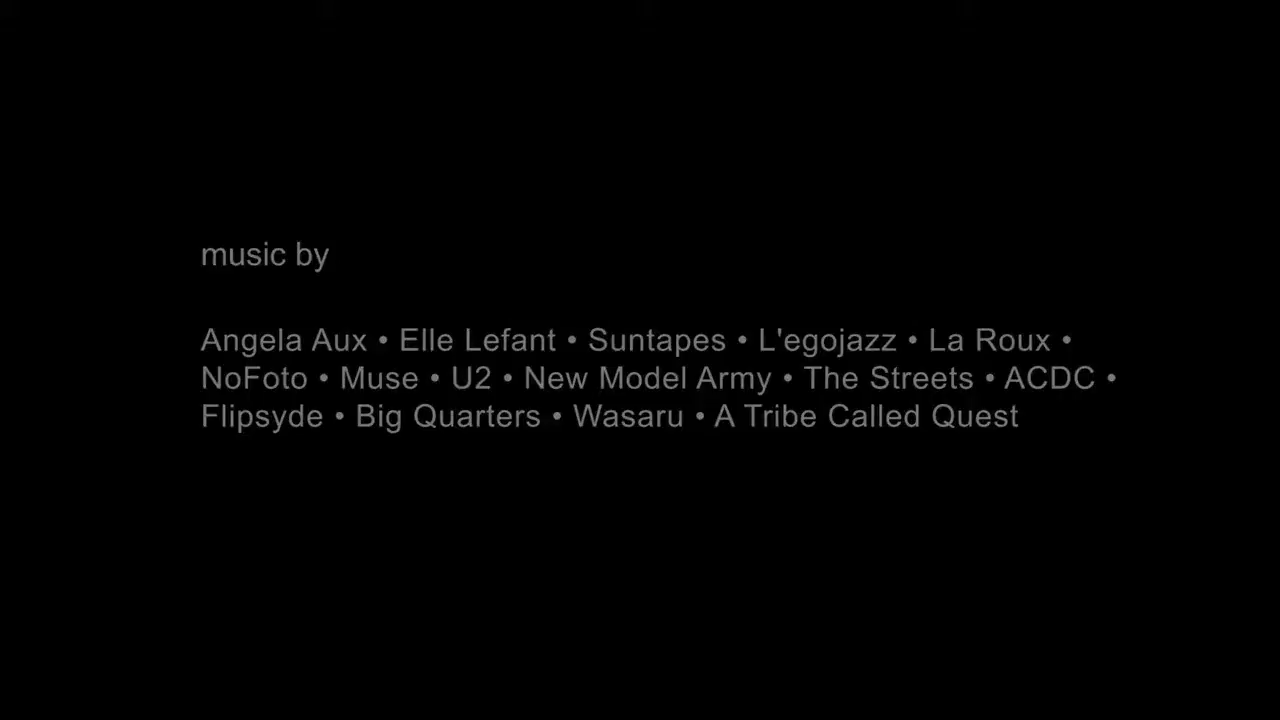 music by
Angela Aux • Elle Lefant • Suntapes • L'egojazz • La Roux •
NoFoto • Muse • U2 • New Model Army • The Streets • ACDC •
Flipsyde • Big Quarters • Wasaru • A Tribe Called Quest